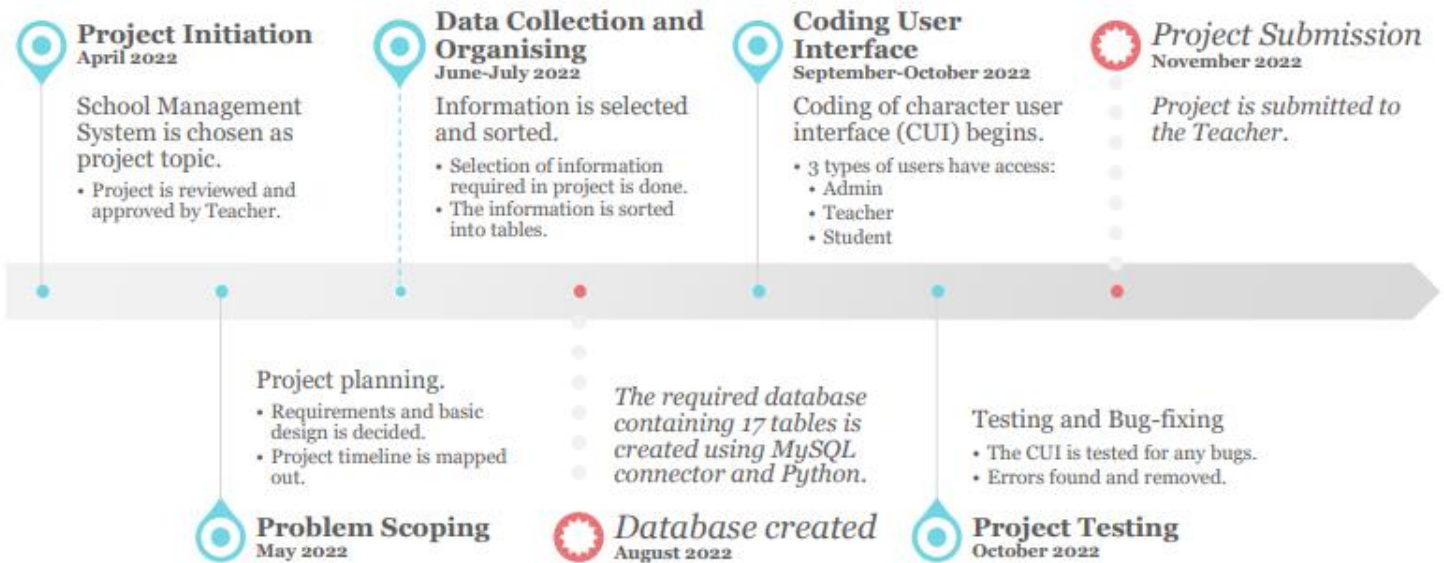 Project Initiation
April 2022
School Management
System is chosen as
project topic.
• Project is reviewed and
approved by Teacher.
Data Collection and
Organising
June-July 2022
Information is selected
and sorted.
• Selection of information
required in project is done.
• The information is sorted
into tables.
Coding User
Interface
September-October 2022
Coding of character user
interface (CUI) begins.
• 3 types of users have access:
• Admin
• Teacher
• Student
Project Submission
November 2022
Project is submitted to
the Teacher.
Project planning.
• Requirements and basic
design is decided.
• Project timeline is mapped
out.
Problem Scoping
May 2022
The required database
containing 17 tables is
created using MySQL
connector and Python.
Database created
August 2022
Testing and Bug-fixing
• The CUI is tested for any bugs.
• Errors found and removed.
Project Testing
October 2022